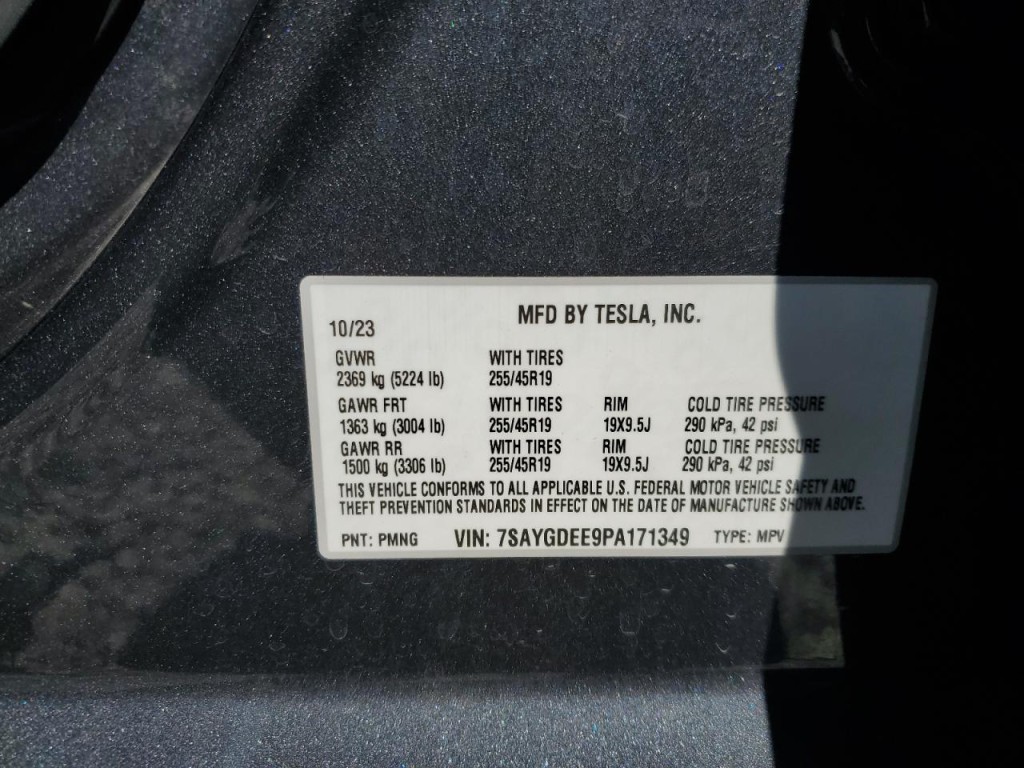 MFD BY TESLA, INC.
10/23
GVWR WITH TIRES
2369 kg (5224 lb) 255/45R19
GAWR FRT WITH TIRES RIM COLD TIRE PRESSURE
1363 kg (3004 lb) 255/45R19 19X9.5J 290 kPa, 42 psi
GAWR RR WITH TIRES RIM COLD TIRE PRESSURE
1500 kg (3306 lb) 255/45R19 19X9.5J 290 kPa, 42 psi
THIS VEHICLE CONFORMS TO ALL APPLICABLE U.S. FEDERAL MOTOR VEHICLE SAFETY AND
THEFT PREVENTION STANDARDS IN EFFECT ON THE DATE OF MANUFACTURE SHOWN ABOVE.
PNT: PMNG VIN: 7SAYGDEE9PA171349 TYPE: MPV